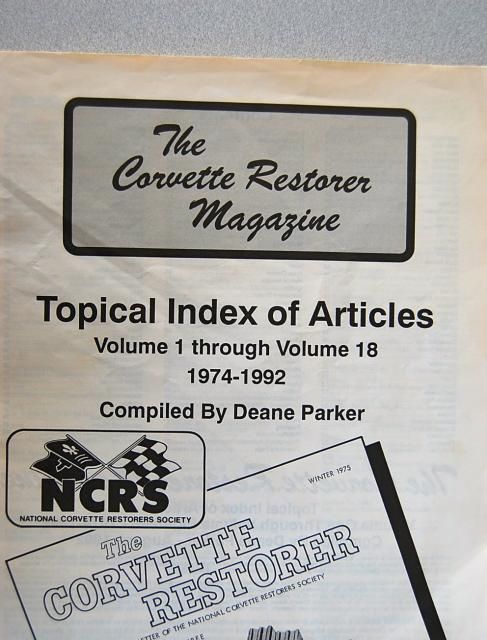 The
Corvette Restorer
Magazine
Topical Index of Articles
Volume 1 through Volume 18
1974-1992
Compiled By Deane Parker
NCRS
NATIONAL CORVETTE RESTORERS SOCIETY
WINTER 1975
The
CORVETTE
RESTORER
OF THE NATIONAL CORVETTE RESTORERS SOCIETY